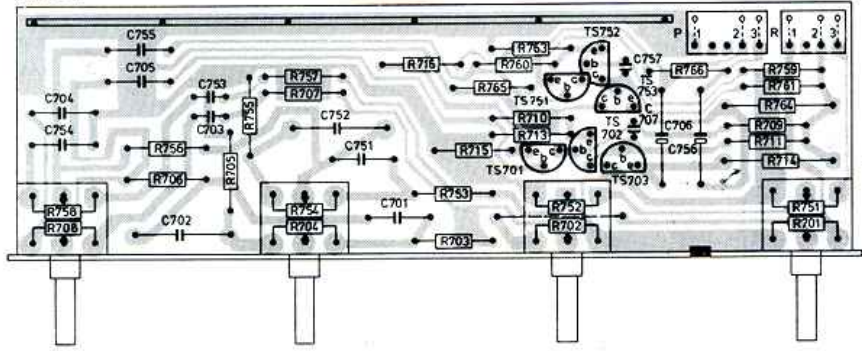 C755
C705
C704
C754
C753
C703
R756
R706
R755
R705
R757
R707
C752
C751
R716
R763
R760
R765
R710
R713
R715
TS752
TS751
TS701
TS
702
TS703
TS
753
C757
C
707
R766
C706
C756
P
1 2 3
R
1 2 3
R759
R761
R764
R709
R711
R714
R758
R708
C702
R754
R704
C701
R753
R703
R752
R702
R751
R701
b
c
e b c
c b e
e b c
b
c
e b c